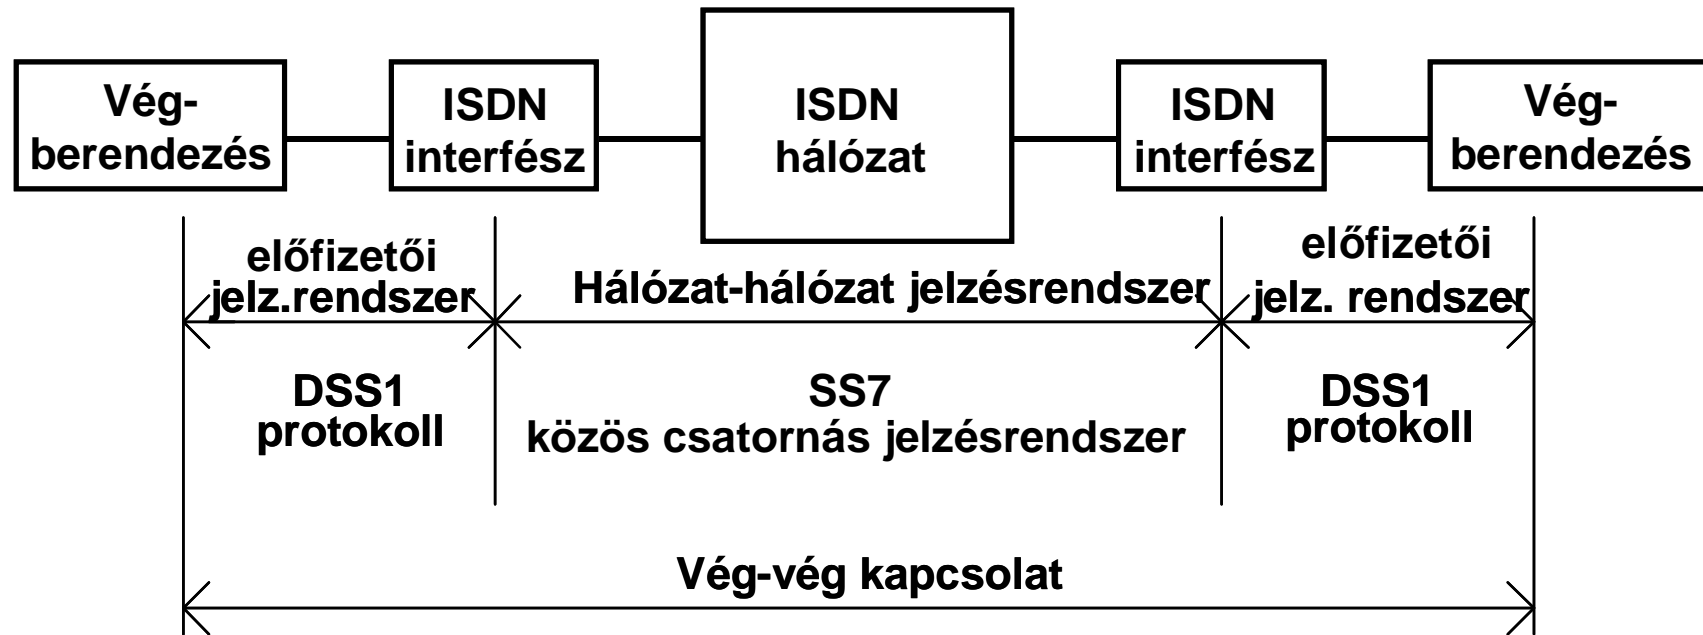 Vég-
berendezés
ISDN
interfész
ISDN
hálózat
ISDN
interfész
Vég-
berendezés
előfizetői
jelz.rendszer
Hálózat-hálózat jelzésrendszer
előfizetői
jelz. rendszer
DSS1
protokoll
SS7
közös csatornás jelzésrendszer
DSS1
protokoll
Vég-vég kapcsolat